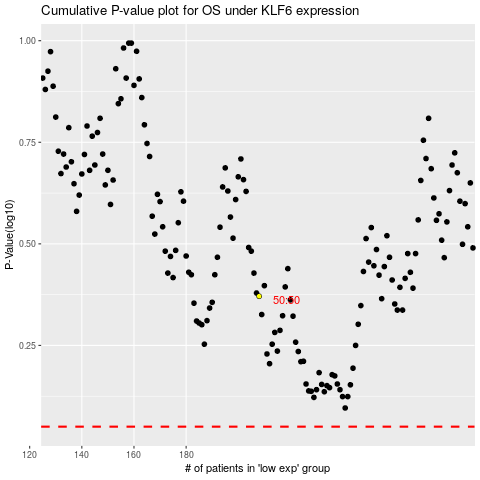 Cumulative P-value plot for OS under KLF6 expression
1.00
0.75
0.50
0.25
P-Value(log10)
50:50
120 140 160 180
# of patients in 'low exp' group